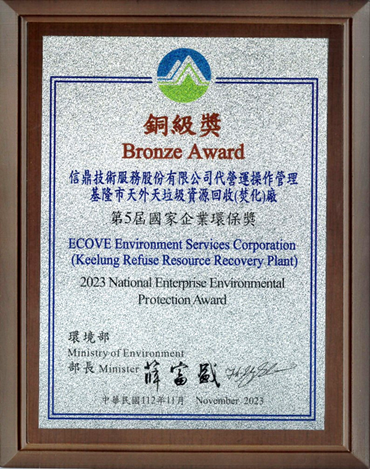 銅級獎
Bronze Award
信鼎技術服務股份有限公司代營運操作管理
基隆市天外天垃圾資源回收(焚化)廠
第5屆國家企業環保獎
ECOVE Environment Services Corporation
(Keelung Refuse Resource Recovery Plant)
2023 National Enterprise Environmental
Protection Award
環境部
Ministry of Environment
部長 Minister 薛富盛
中華民國112年11月 November 2023